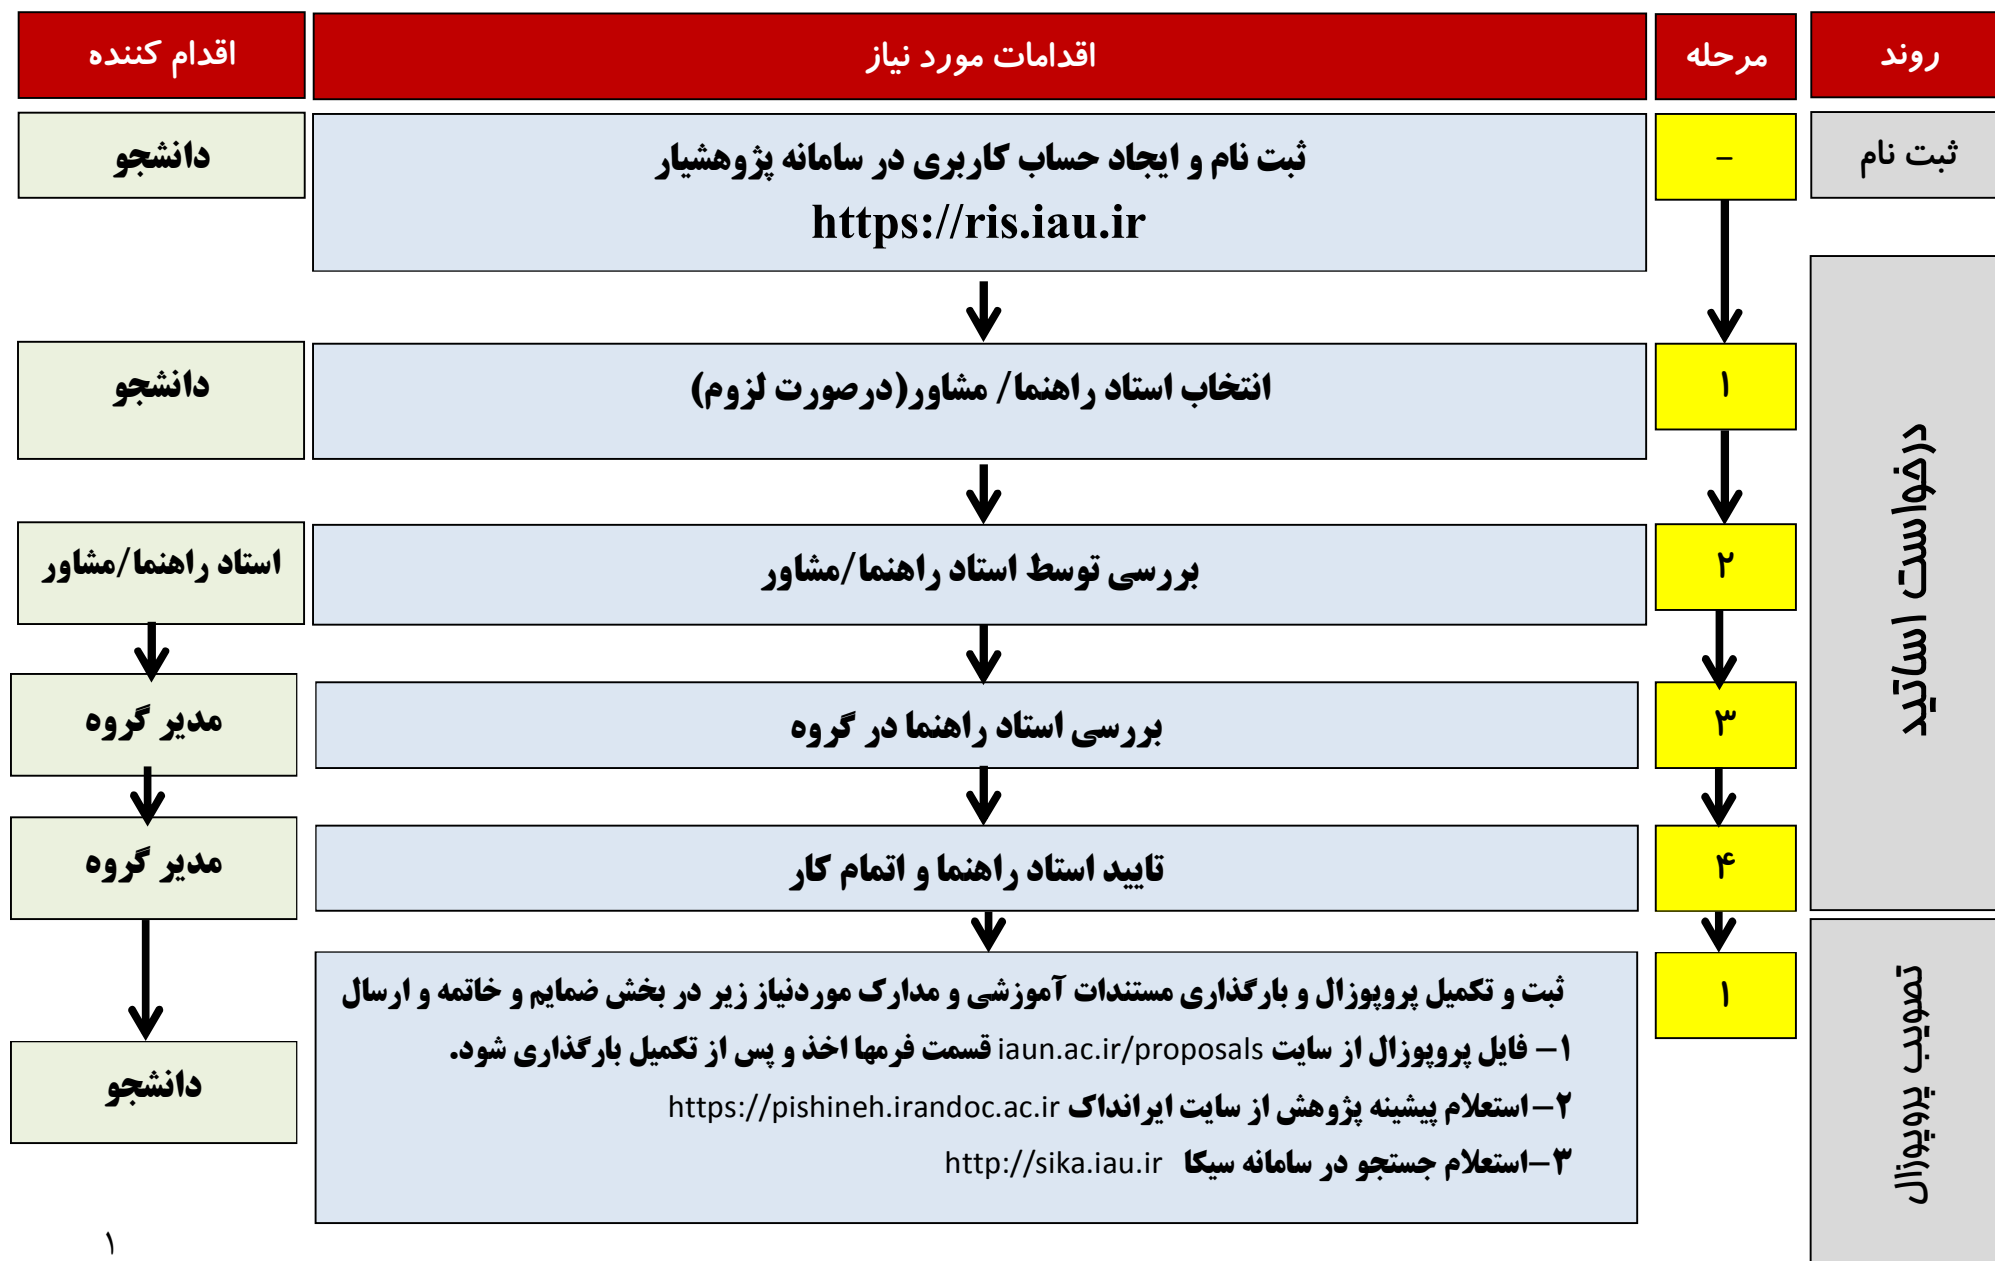 روند
مرحله
اقدامات مورد نیاز
اقدام کننده
ثبت نام
-
ثبت نام و ایجاد حساب کاربری در سامانه پژوهشیار
https://ris.iau.ir
دانشجو
درخواست اساتید
۱
انتخاب استاد راهنما/ مشاور(درصورت لزوم)
دانشجو
۲
بررسی توسط استاد راهنما/مشاور
استاد راهنما/مشاور
۳
بررسی استاد راهنما در گروه
مدیر گروه
۴
تایید استاد راهنما و اتمام کار
مدیر گروه
تصویب پروپوزال
۱
ثبت و تکمیل پروپوزال و بارگذاری مستندات آموزشی و مدارک موردنیاز زیر در بخش ضمایم و خاتمه و ارسال
۱- فایل پروپوزال از سایت iaun.ac.ir/proposals قسمت فرمها اخذ و پس از تکمیل بارگذاری شود.
۲- استعلام پیشینه پژوهش از سایت ایرانداک https://pishineh.irandoc.ac.ir
۳-استعلام جستجو در سامانه سیکا http://sika.iau.ir
دانشجو
۱